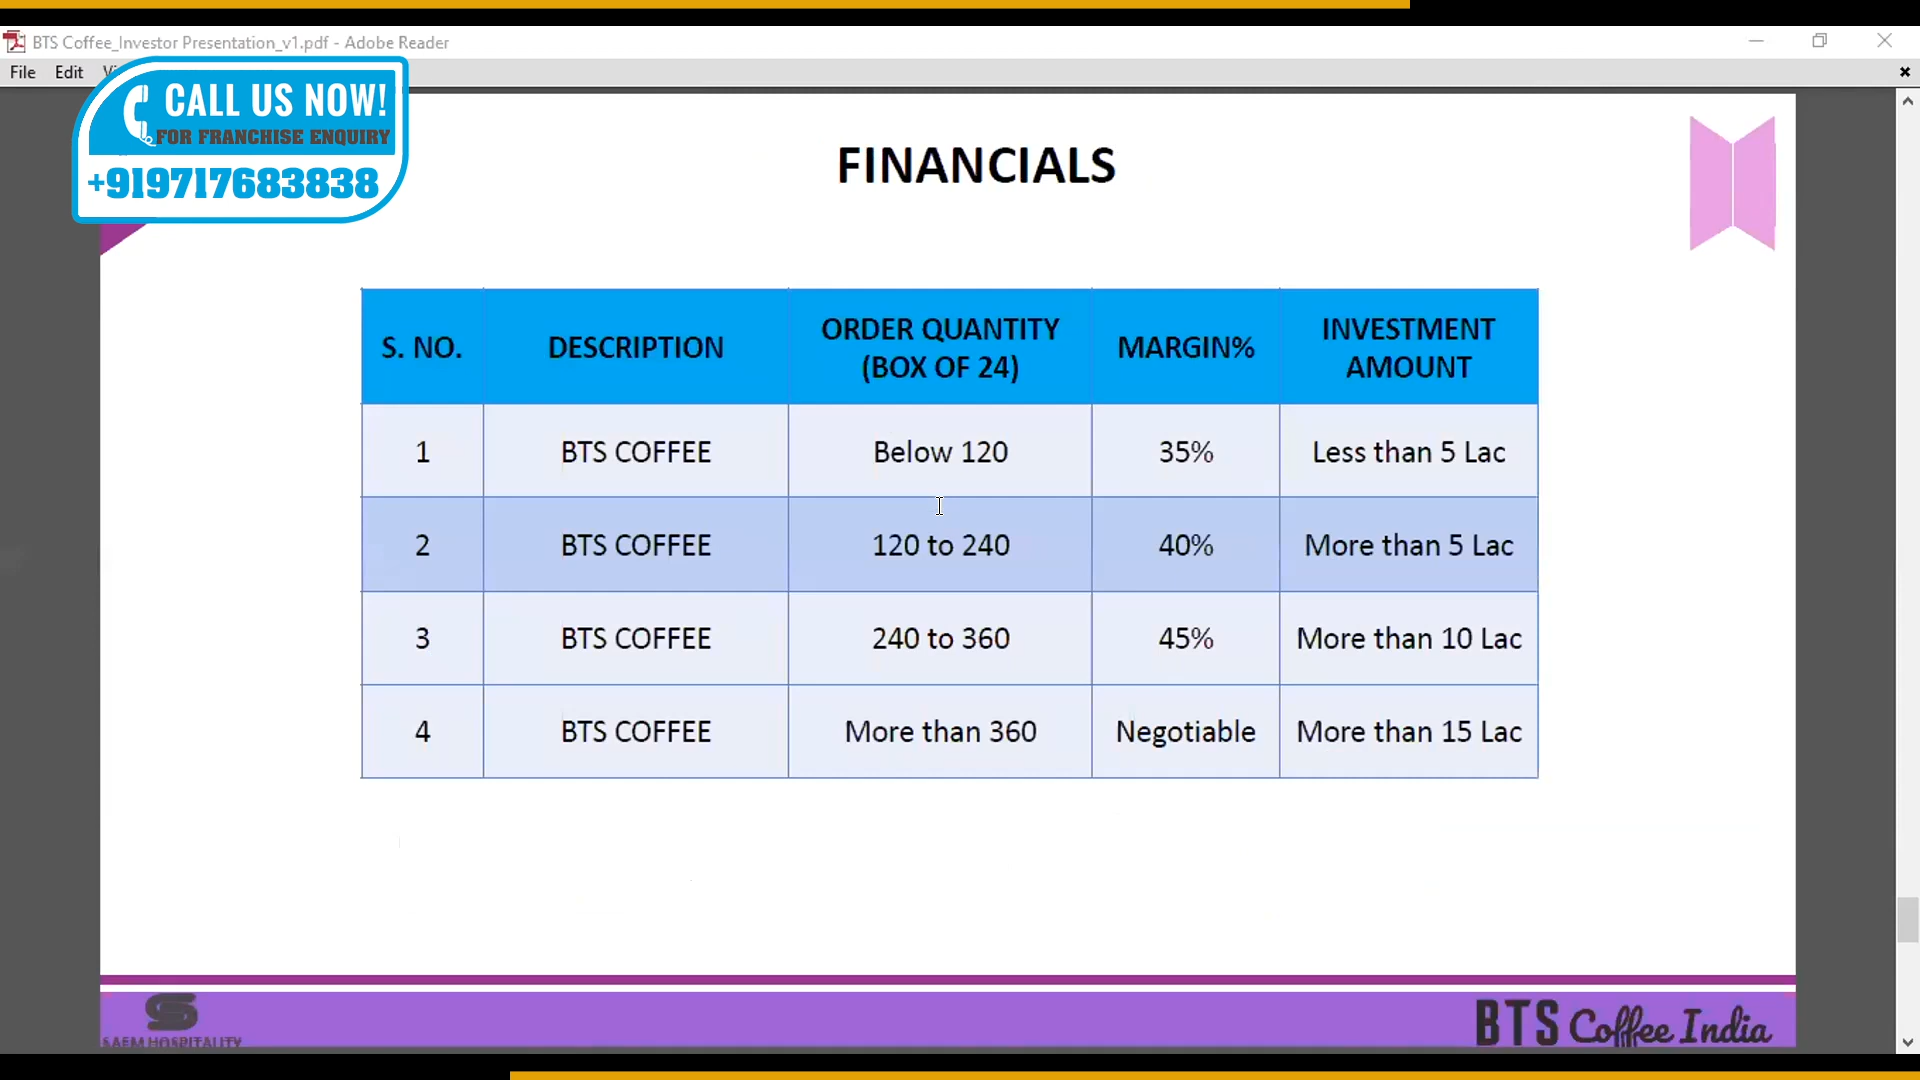 BTS Coffee_Investor Presentation_v1.pdf - Adobe Reader
File Edit
CALL US NOW!
FOR FRANCHISE ENQUIRY
+919717683838
FINANCIALS
S. NO. DESCRIPTION ORDER QUANTITY (BOX OF 24) MARGIN% INVESTMENT AMOUNT
1 BTS COFFEE Below 120 35% Less than 5 Lac
2 BTS COFFEE 120 to 240 40% More than 5 Lac
3 BTS COFFEE 240 to 360 45% More than 10 Lac
4 BTS COFFEE More than 360 Negotiable More than 15 Lac
SAEM HOSPITALITY
BTS Coffee India